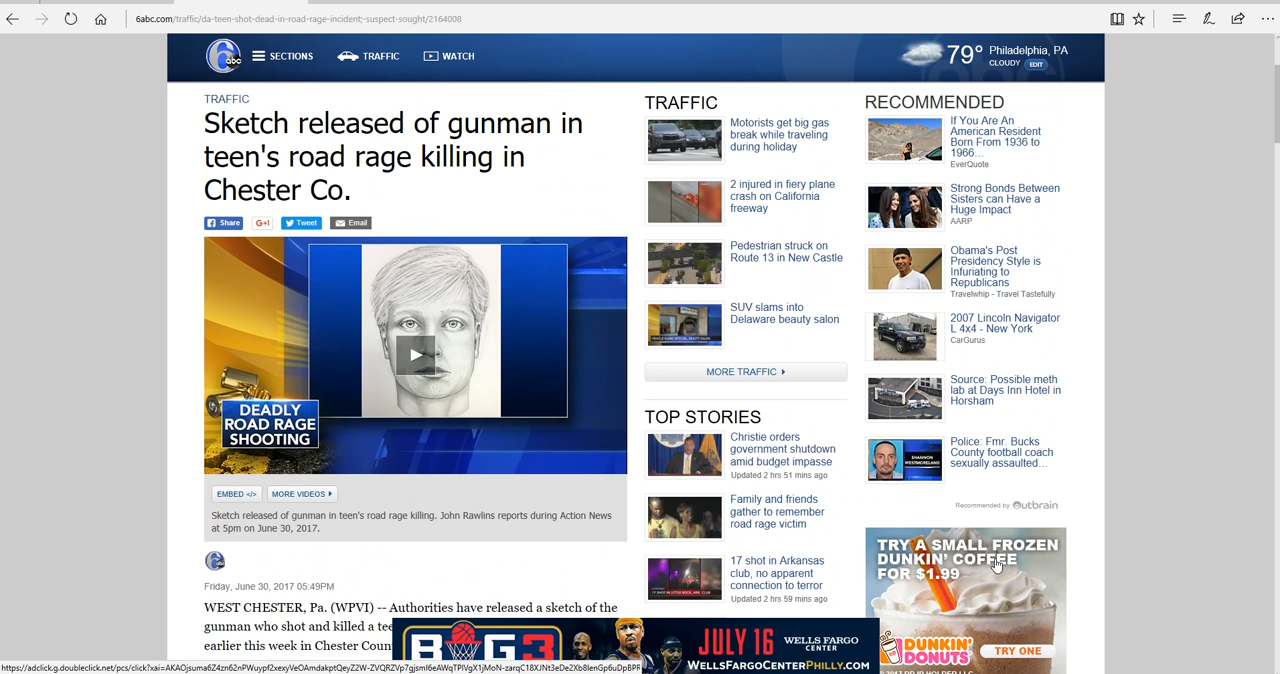 6abc.com/traffic/da-teen-shot-dead-in-road-rage-incident;-suspect-sought/2164008
6abc
SECTIONS
TRAFFIC
WATCH
79°
Philadelphia, PA
CLOUDY
EDIT
TRAFFIC
Sketch released of gunman in
teen's road rage killing in
Chester Co.
Share
G+1
Tweet
Email
DEADLY
ROAD RAGE
SHOOTING
EMBED </>
MORE VIDEOS
Sketch released of gunman in teen's road rage killing. John Rawlins reports during Action News
at 5pm on June 30, 2017.
Friday, June 30, 2017 05:49PM
WEST CHESTER, Pa. (WPVI) -- Authorities have released a sketch of the
gunman who shot and killed a tee
earlier this week in Chester Coun
TRAFFIC
Motorists get big gas
break while traveling
during holiday
2 injured in fiery plane
crash on California
freeway
Pedestrian struck on
Route 13 in New Castle
SUV slams into
Delaware beauty salon
MORE TRAFFIC
TOP STORIES
Christie orders
government shutdown
amid budget impasse
Updated 2 hrs 51 mins ago
Family and friends
gather to remember
road rage victim
17 shot in Arkansas
club, no apparent
connection to terror
Updated 2 hrs 59 mins ago
RECOMMENDED
If You Are An
American Resident
Born From 1936 to
1966...
EverQuote
Strong Bonds Between
Sisters can Have a
Huge Impact
AARP
Obama's Post
Presidency Style is
Infuriating to
Republicans
Travelwhip - Travel Tastefully
2007 Lincoln Navigator
L 4x4 - New York
CarGurus
Source: Possible meth
lab at Days Inn Hotel in
Horsham
SHANNON
WESTMORELAND
Police: Fmr. Bucks
County football coach
sexually assaulted...
Recommended by Outbrain
TRY A SMALL FROZEN
DUNKIN' COFFEE
FOR $1.99
DUNKIN'
DONUTS
TRY ONE
BIG3
JULY 16
WELLS FARGO
CENTER
WELLSFARGOCENTERPHILLY.COM